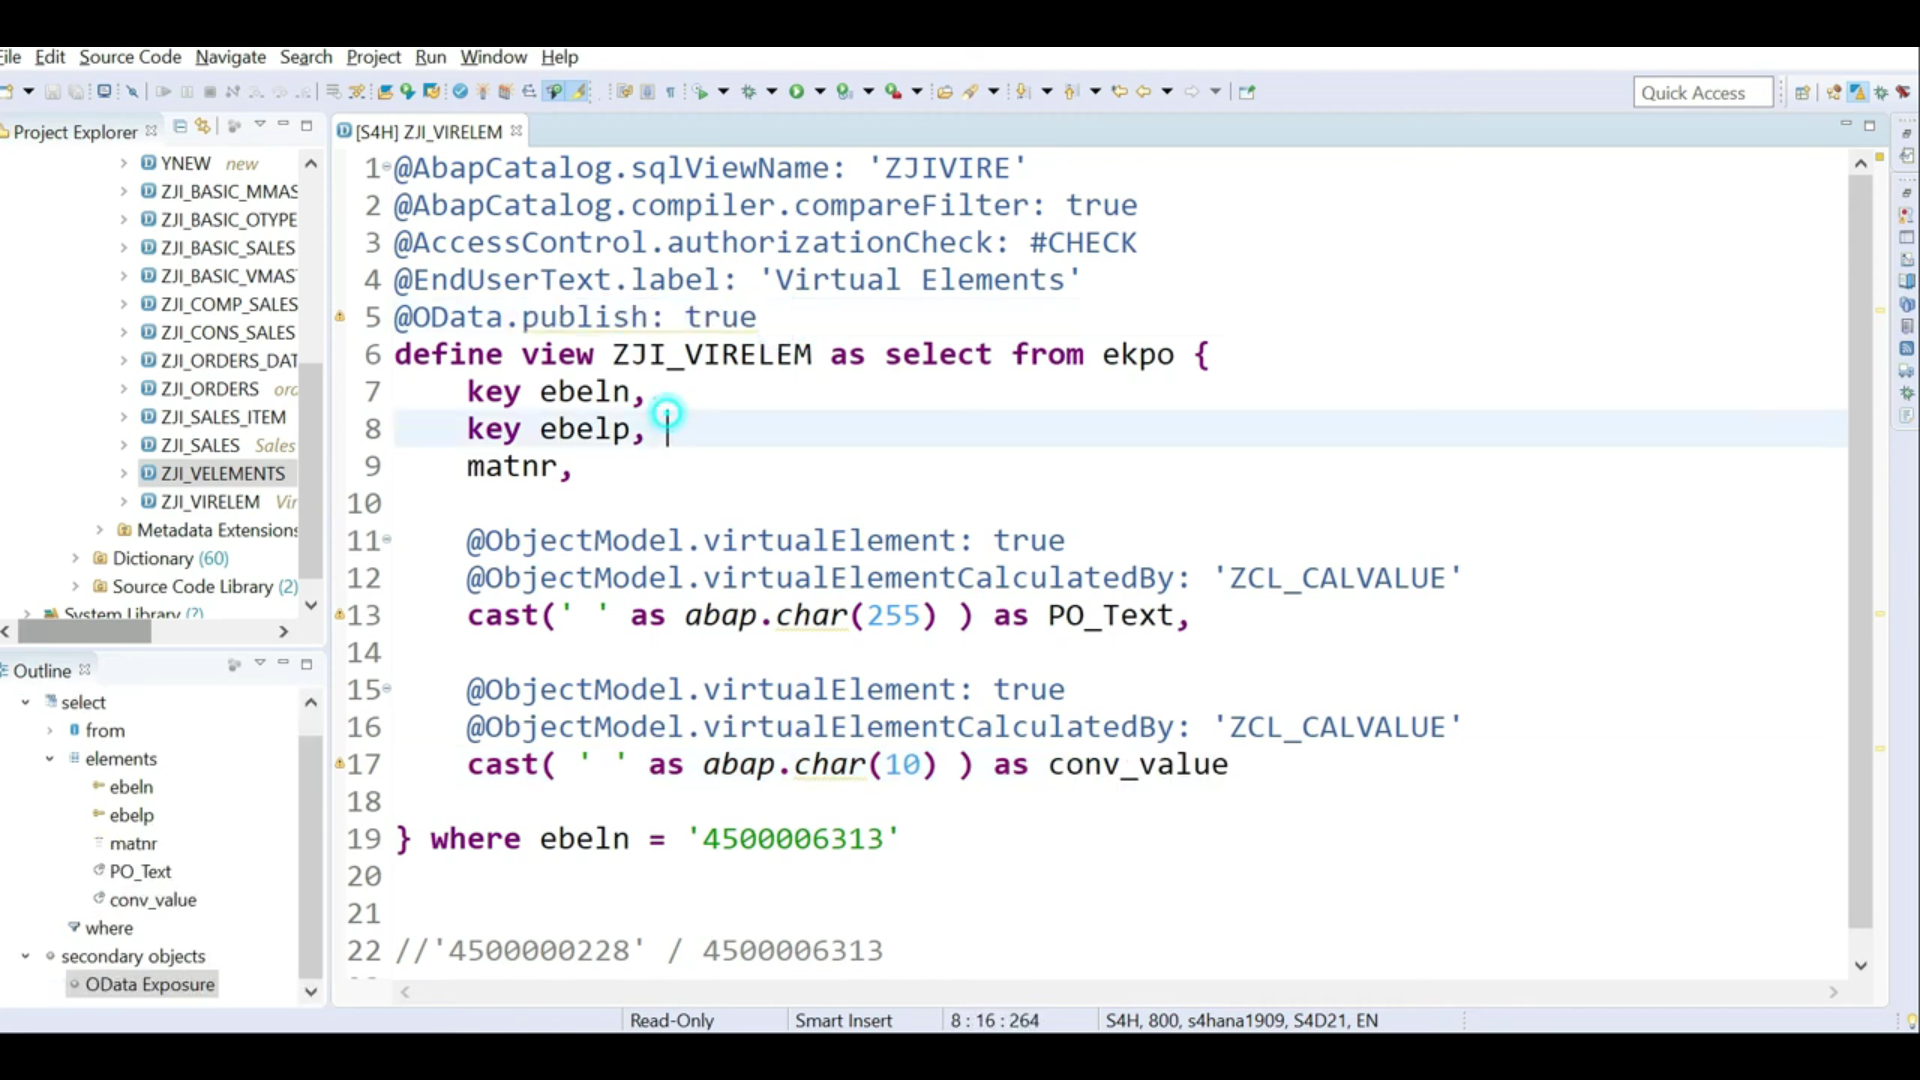 File Edit Source Code Navigate Search Project Run Window Help
Quick Access
Project Explorer
YNEW new
ZJI_BASIC_MMAS
ZJI_BASIC_OTYPE
ZJI_BASIC_SALES
ZJI_BASIC_VMAS
ZJI_COMP_SALES
ZJI_CONS_SALES
ZJI_ORDERS_DAT
ZJI_ORDERS ord
ZJI_SALES_ITEM
ZJI_SALES Sales
ZJI_VELEMENTS
ZJI_VIRELEM Vir
Metadata Extensions
Dictionary (60)
Source Code Library (2)
System Library (?)
Outline
select
from
elements
ebeln
ebelp
matnr
PO_Text
conv_value
where
secondary objects
OData Exposure
[S4H] ZJI_VIRELEM
1 @AbapCatalog.sqlViewName: 'ZJIVIRE'
2 @AbapCatalog.compiler.compareFilter: true
3 @AccessControl.authorizationCheck: #CHECK
4 @EndUserText.label: 'Virtual Elements'
5 @OData.publish: true
6 define view ZJI_VIRELEM as select from ekpo {
7 key ebeln,
8 key ebelp,
9 matnr,
10
11 @ObjectModel.virtualElement: true
12 @ObjectModel.virtualElementCalculatedBy: 'ZCL_CALVALUE'
13 cast(' ' as abap.char(255) ) as PO_Text,
14
15 @ObjectModel.virtualElement: true
16 @ObjectModel.virtualElementCalculatedBy: 'ZCL_CALVALUE'
17 cast( ' ' as abap.char(10) ) as conv_value
18
19 } where ebeln = '4500006313'
20
21
22 //'4500000228' / 4500006313
Read-Only Smart Insert 8 : 16 : 264 S4H, 800, s4hana1909, S4D21, EN